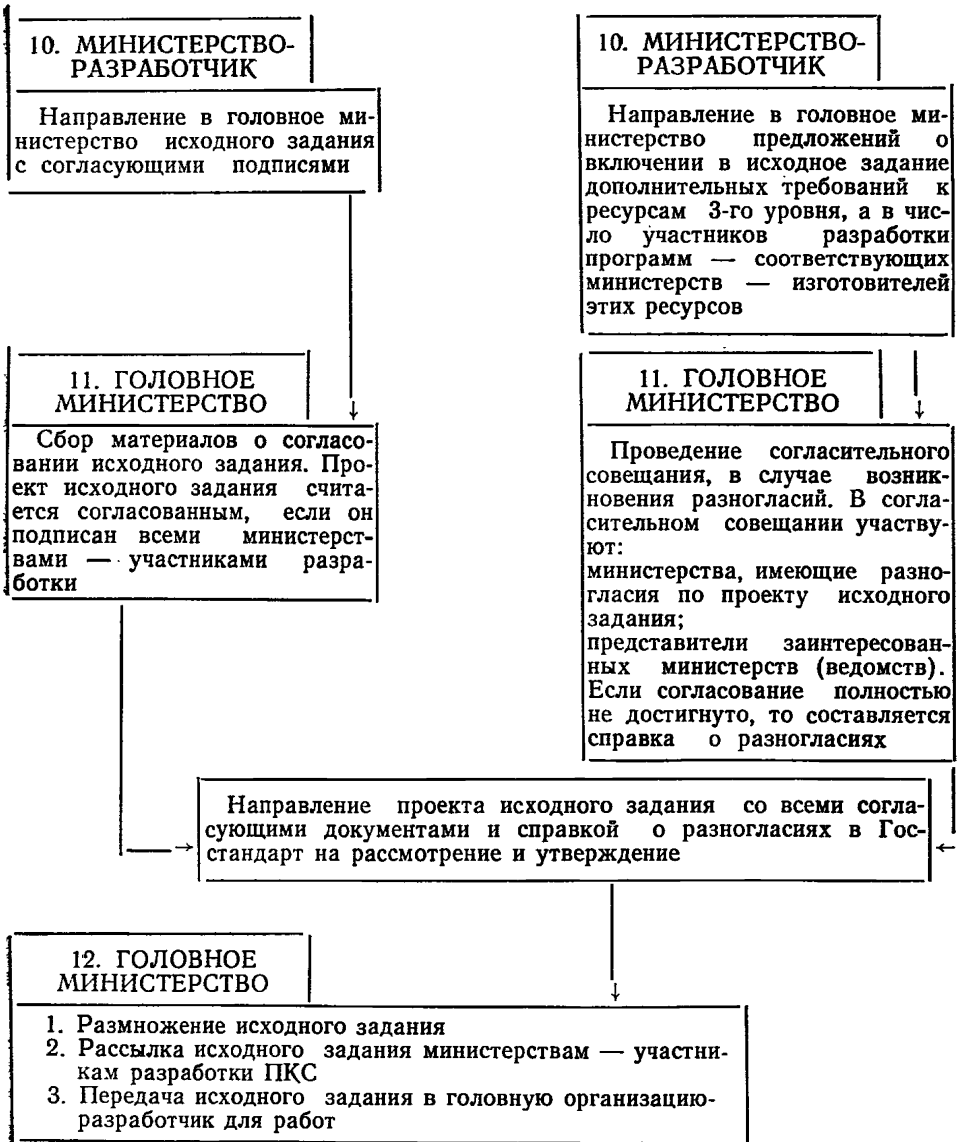 10. МИНИСТЕРСТВО-
РАЗРАБОТЧИК
Направление в головное ми-
нистерство исходного задания
с согласующими подписями
10. МИНИСТЕРСТВО-
РАЗРАБОТЧИК
Направление в головное ми-
нистерство предложений о
включении в исходное задание
дополнительных требований к
ресурсам 3-го уровня, а в чис-
ло участников разработки
программ — соответствующих
министерств — изготовителей
этих ресурсов
11. ГОЛОВНОЕ
МИНИСТЕРСТВО
Сбор материалов о согласо-
вании исходного задания. Про-
ект исходного задания счита-
ется согласованным, если он
подписан всеми министерст-
вами — участниками разра-
ботки
11. ГОЛОВНОЕ
МИНИСТЕРСТВО
Проведение согласительного
совещания, в случае возник-
новения разногласий. В согла-
сительном совещании участву-
ют:
министерства, имеющие разно-
гласия по проекту исходного
задания;
представители заинтересован-
ных министерств (ведомств).
Если согласование полностью
не достигнуто, то составляется
справка о разногласиях
Направление проекта исходного задания со всеми согла-
сующими документами и справкой о разногласиях в Гос-
стандарт на рассмотрение и утверждение
12. ГОЛОВНОЕ
МИНИСТЕРСТВО
1. Размножение исходного задания
2. Рассылка исходного задания министерствам — участни-
кам разработки ПКС
3. Передача исходного задания в головную организацию-
разработчик для работ